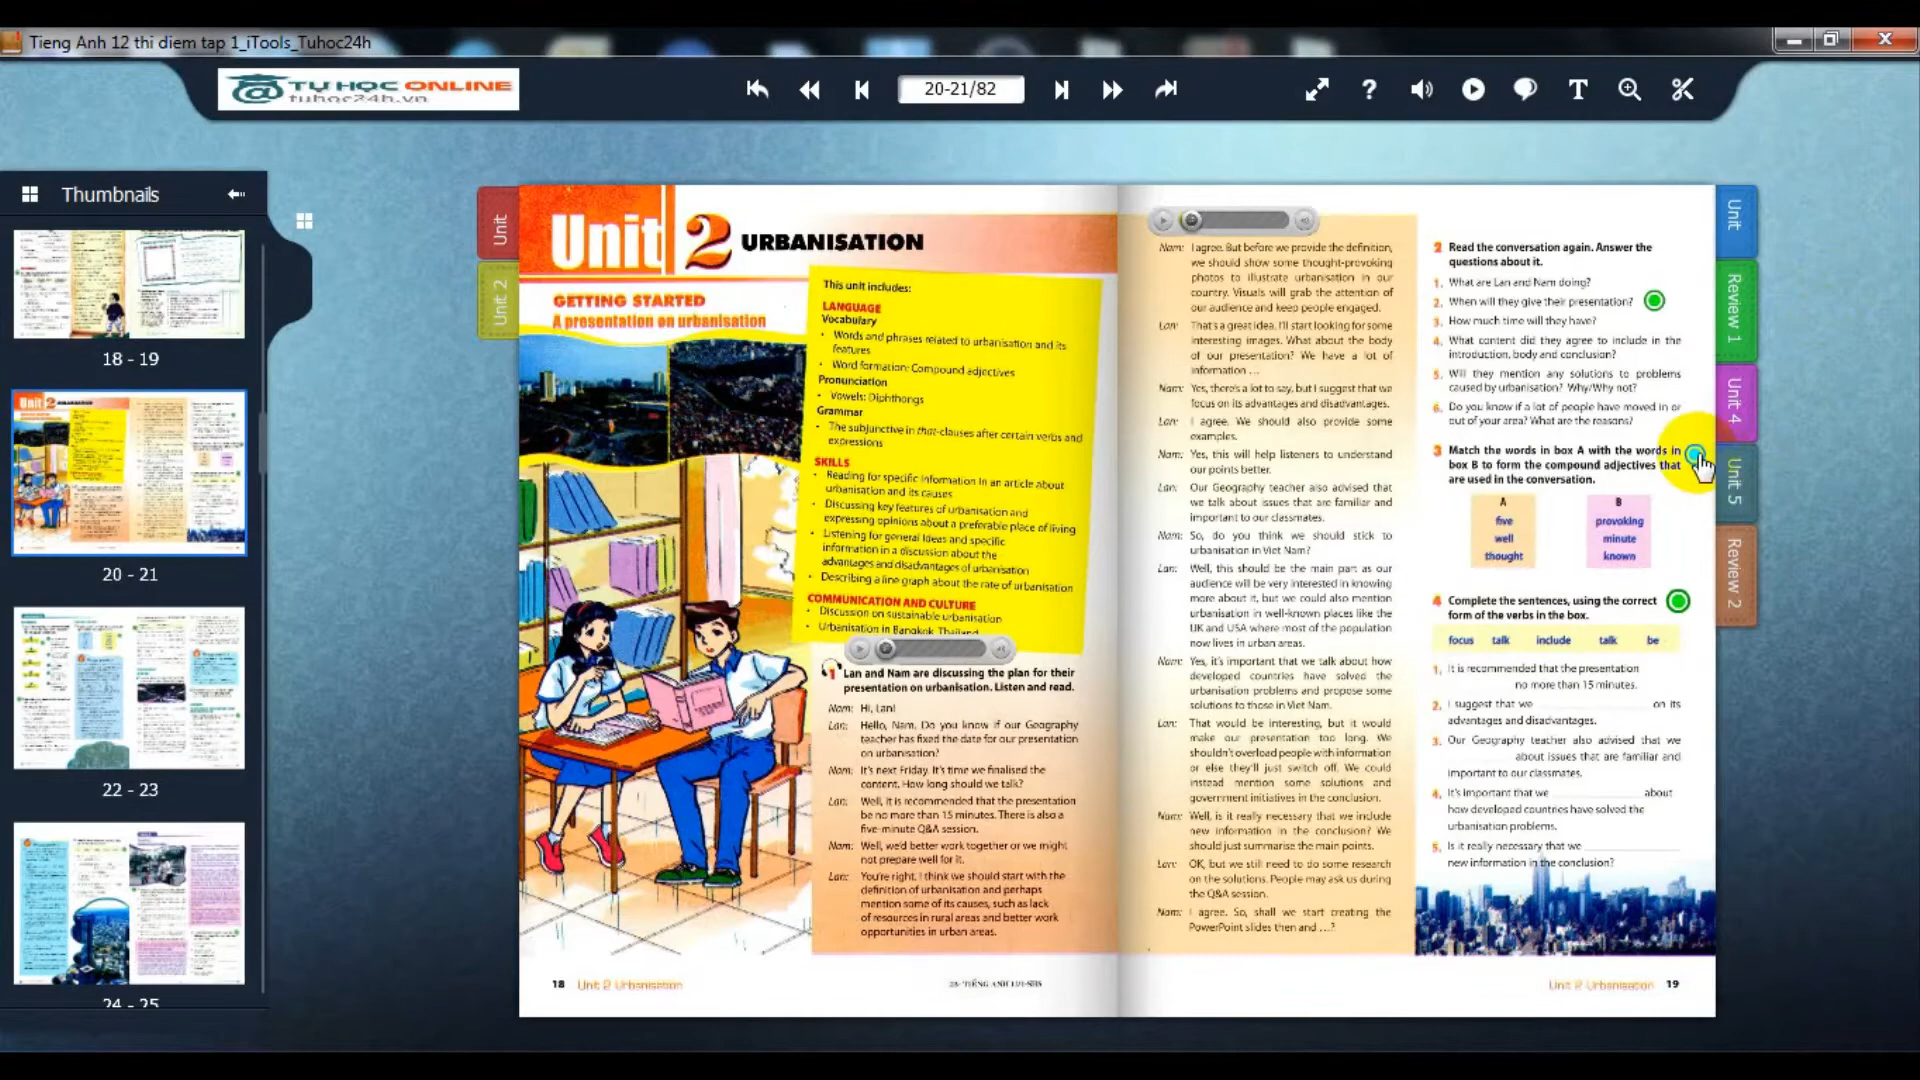 Tieng Anh 12 thi diem tap 1_iTools_Tuhoc24h
TỰ HỌC ONLINE
tuhoc24h.vn
20-21/82
Thumbnails
18 - 19
20 - 21
22 - 23
24 - 25
Unit
Unit 2
Unit 2 URBANISATION
GETTING STARTED
A presentation on urbanisation
This unit includes:
LANGUAGE
Vocabulary
• Words and phrases related to urbanisation and its
features
• Word formation: Compound adjectives
Pronunciation
• Vowels: Diphthongs
Grammar
• The subjunctive in that-clauses after certain verbs and
expressions
SKILLS
• Reading for specific information in an article about
urbanisation and its causes
• Discussing key features of urbanisation and
expressing opinions about a preferable place of living
• Listening for general ideas and specific
information in a discussion about the
advantages and disadvantages of urbanisation
• Describing a line graph about the rate of urbanisation
COMMUNICATION AND CULTURE
• Discussion on sustainable urbanisation
• Urbanisation in Bangkok, Thailand
1 Lan and Nam are discussing the plan for their
presentation on urbanisation. Listen and read.
Nam: Hi, Lan!
Lan: Hello, Nam. Do you know if our Geography
teacher has fixed the date for our presentation
on urbanisation?
Nam: It's next Friday. It's time we finalised the
content. How long should we talk?
Lan: Well, it is recommended that the presentation
be no more than 15 minutes. There is also a
five-minute Q&A session.
Nam: Well, we'd better work together or we might
not prepare well for it.
Lan: You're right. I think we should start with the
definition of urbanisation and perhaps
mention some of its causes, such as lack
of resources in rural areas and better work
opportunities in urban areas.
18 Unit 2 Urbanisation
Nam: I agree. But before we provide the definition,
we should show some thought-provoking
photos to illustrate urbanisation in our
country. Visuals will grab the attention of
our audience and keep people engaged.
Lan: That's a great idea. I'll start looking for some
interesting images. What about the body
of our presentation? We have a lot of
information ...
Nam: Yes, there's a lot to say, but I suggest that we
focus on its advantages and disadvantages.
Lan: I agree. We should also provide some
examples.
Nam: Yes, this will help listeners to understand
our points better.
Lan: Our Geography teacher also advised that
we talk about issues that are familiar and
important to our classmates.
Nam: So, do you think we should stick to
urbanisation in Viet Nam?
Lan: Well, this should be the main part as our
audience will be very interested in knowing
more about it, but we could also mention
urbanisation in well-known places like the
UK and USA where most of the population
now lives in urban areas.
Nam: Yes, it's important that we talk about how
developed countries have solved the
urbanisation problems and propose some
solutions to those in Viet Nam.
Lan: That would be interesting, but it would
make our presentation too long. We
shouldn't overload people with information
or else they'll just switch off. We could
instead mention some solutions and
government initiatives in the conclusion.
Nam: Well, is it really necessary that we include
new information in the conclusion? We
should just summarise the main points.
Lan: OK, but we still need to do some research
on the solutions. People may ask us during
the Q&A session.
Nam: I agree. So, shall we start creating the
PowerPoint slides then and ...?
2 Read the conversation again. Answer the
questions about it.
1. What are Lan and Nam doing?
2. When will they give their presentation?
3. How much time will they have?
4. What content did they agree to include in the
introduction, body and conclusion?
5. Will they mention any solutions to problems
caused by urbanisation? Why/Why not?
6. Do you know if a lot of people have moved in or
out of your area? What are the reasons?
3 Match the words in box A with the words in
box B to form the compound adjectives that
are used in the conversation.
A B
five provoking
well minute
thought known
4 Complete the sentences, using the correct
form of the verbs in the box.
focus talk include talk be
1. It is recommended that the presentation
____ no more than 15 minutes.
2. I suggest that we ____ on its
advantages and disadvantages.
3. Our Geography teacher also advised that we
____ about issues that are familiar and
important to our classmates.
4. It's important that we ____ about
how developed countries have solved the
urbanisation problems.
5. Is it really necessary that we ____
new information in the conclusion?
Unit 2 Urbanisation 19
Unit
Review 1
Unit 4
Unit 5
Review 2